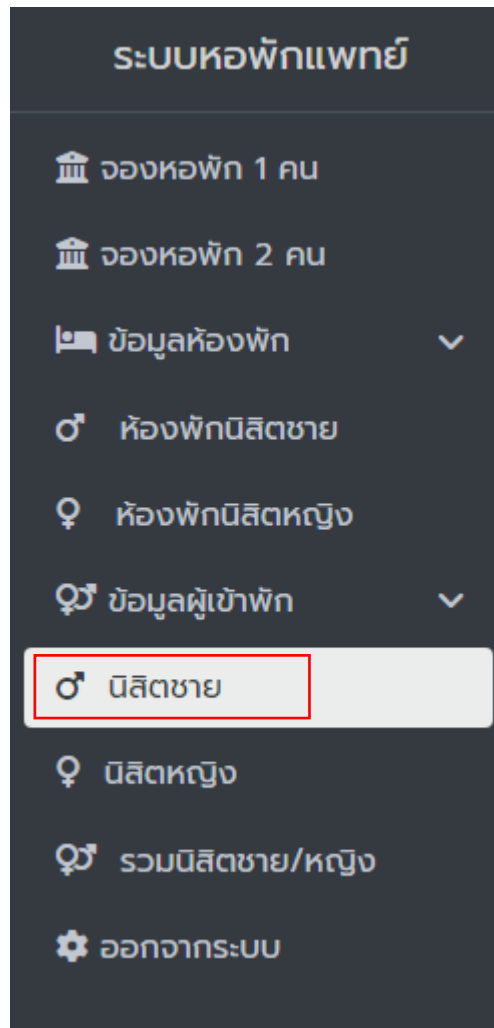 ระบบหอพักแพทย์
จองหอพัก 1 คน
จองหอพัก 2 คน
ข้อมูลห้องพัก
ห้องพักนิสิตชาย
ห้องพักนิสิตหญิง
ข้อมูลผู้เข้าพัก
นิสิตชาย
นิสิตหญิง
รวมนิสิตชาย/หญิง
ออกจากระบบ